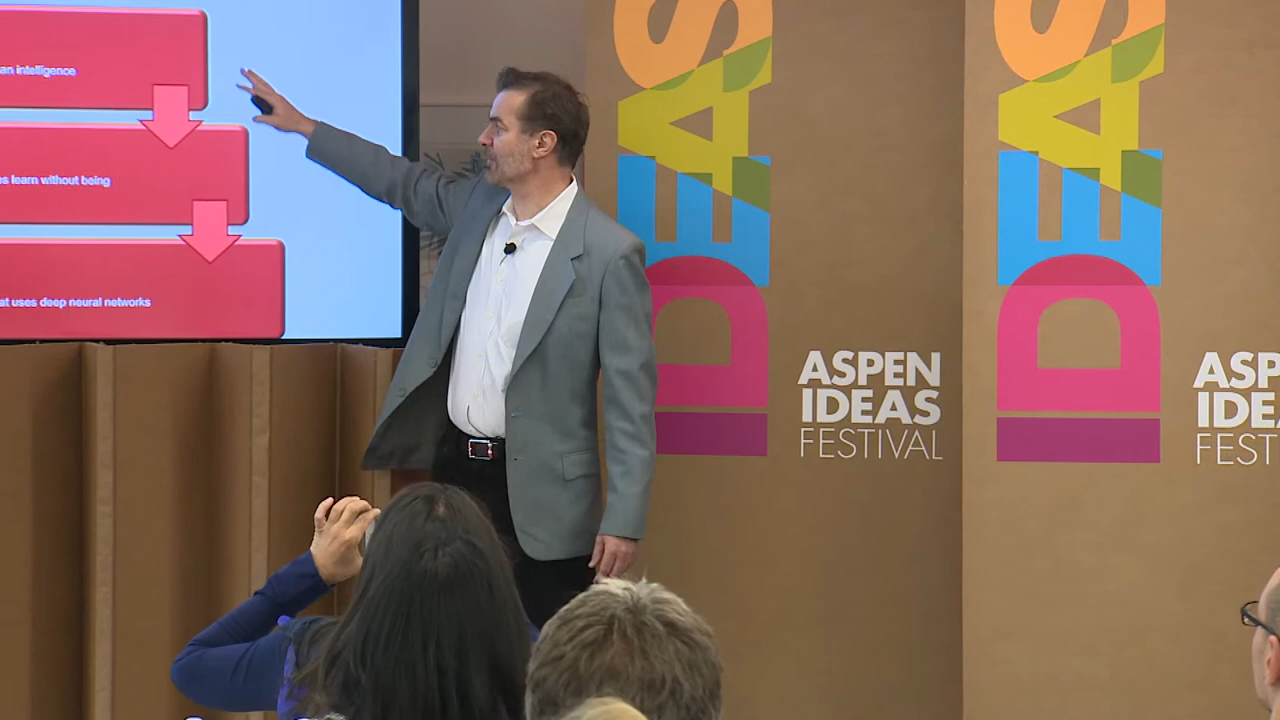 an intelligence
s learn without being
at uses deep neural networks
IDEAS
ASPEN
IDEAS
FESTIVAL
IDEAS
ASP
IDEA
FEST